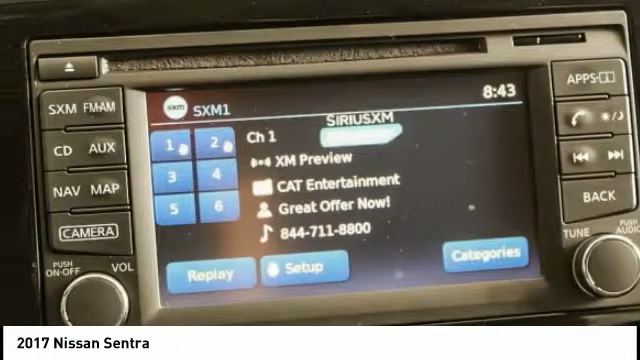 SXM FM·AM
CD AUX
NAV MAP
CAMERA
PUSH
ON·OFF
VOL
sxm SXM1
8:43
SIRIUSXM
1 2
3 4
5 6
Ch 1
XM Preview
CAT Entertainment
Great Offer Now!
844-711-8800
Replay
Setup
Categories
APPS·
BACK
TUNE
PUSH
AUDIO
2017 Nissan Sentra